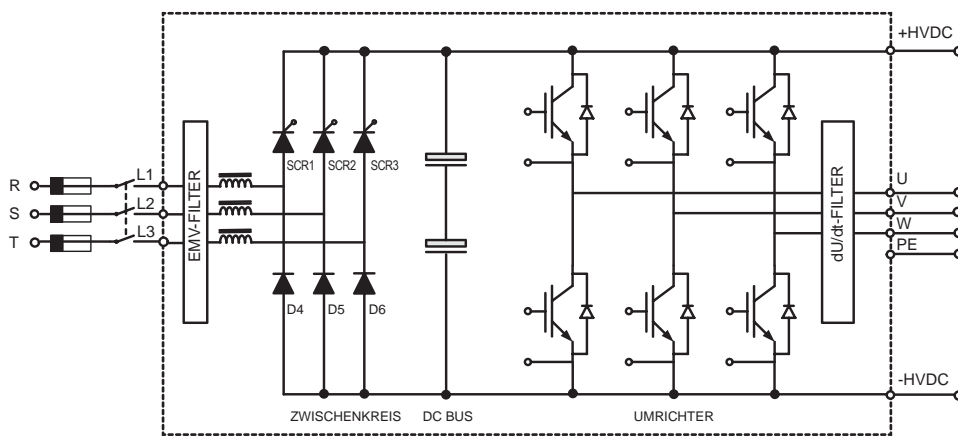 +HVDC
SCR1 SCR2 SCR3
R
L1
U
S
L2
V
T
L3
W
PE
EMV-FILTER
dU/dt-FILTER
D4 D5 D6
-HVDC
ZWISCHENKREIS DC BUS UMRICHTER